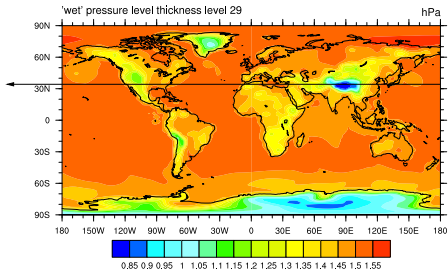 'wet' pressure level thickness level 29
hPa
90N
60N
30N
0
30S
60S
90S
180 150W 120W 90W 60W 30W 0 30E 60E 90E 120E 150E 180
0.85 0.9 0.95 1 1.05 1.1 1.15 1.2 1.25 1.3 1.35 1.4 1.45 1.5 1.55